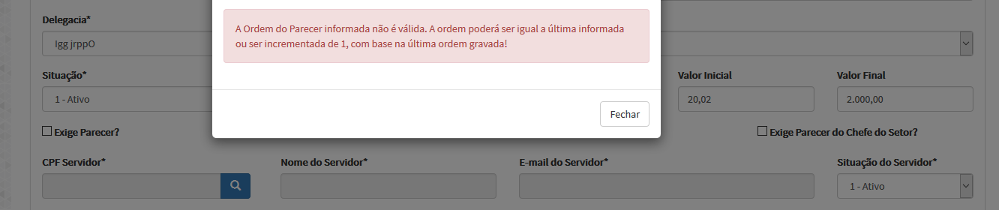 Delegacia*
Igg jrppO
A Ordem do Parecer informada não é válida. A ordem poderá ser igual a última informada
ou ser incrementada de 1, com base na última ordem gravada!
Situação*
Valor Inicial
Valor Final
1 - Ativo
20,02
2.000,00
Fechar
Exige Parecer?
Exige Parecer do Chefe do Setor?
CPF Servidor*
Nome do Servidor*
E-mail do Servidor*
Situação do Servidor*
1 - Ativo